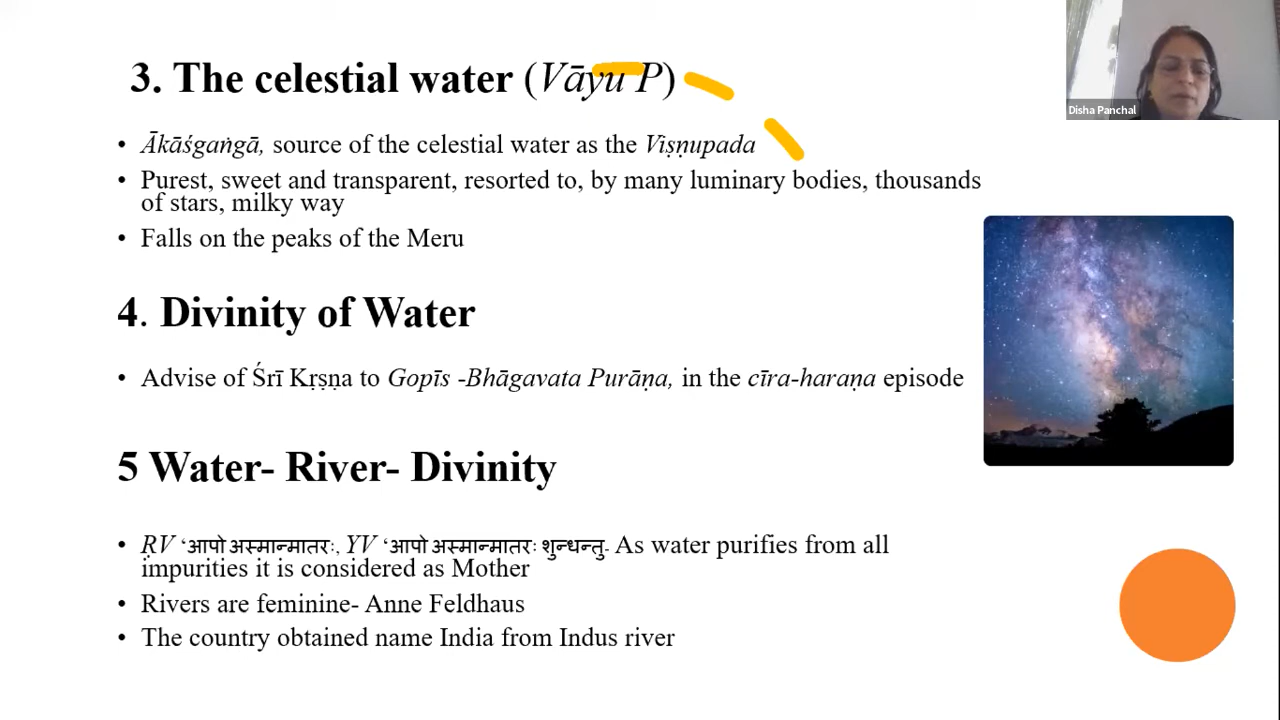 3. The celestial water (Vāyu P)
• Ākāśgaṅgā, source of the celestial water as the Viṣṇupada
• Purest, sweet and transparent, resorted to, by many luminary bodies, thousands
of stars, milky way
• Falls on the peaks of the Meru
4. Divinity of Water
• Advise of Śrī Kṛṣṇa to Gopīs -Bhāgavata Purāṇa, in the cīra-haraṇa episode
5 Water- River- Divinity
• ṚV ‘आपो अस्मान्मातरः, YV ‘आपो अस्मान्मातरः शुन्धन्तु- As water purifies from all
impurities it is considered as Mother
• Rivers are feminine- Anne Feldhaus
• The country obtained name India from Indus river
Disha Panchal